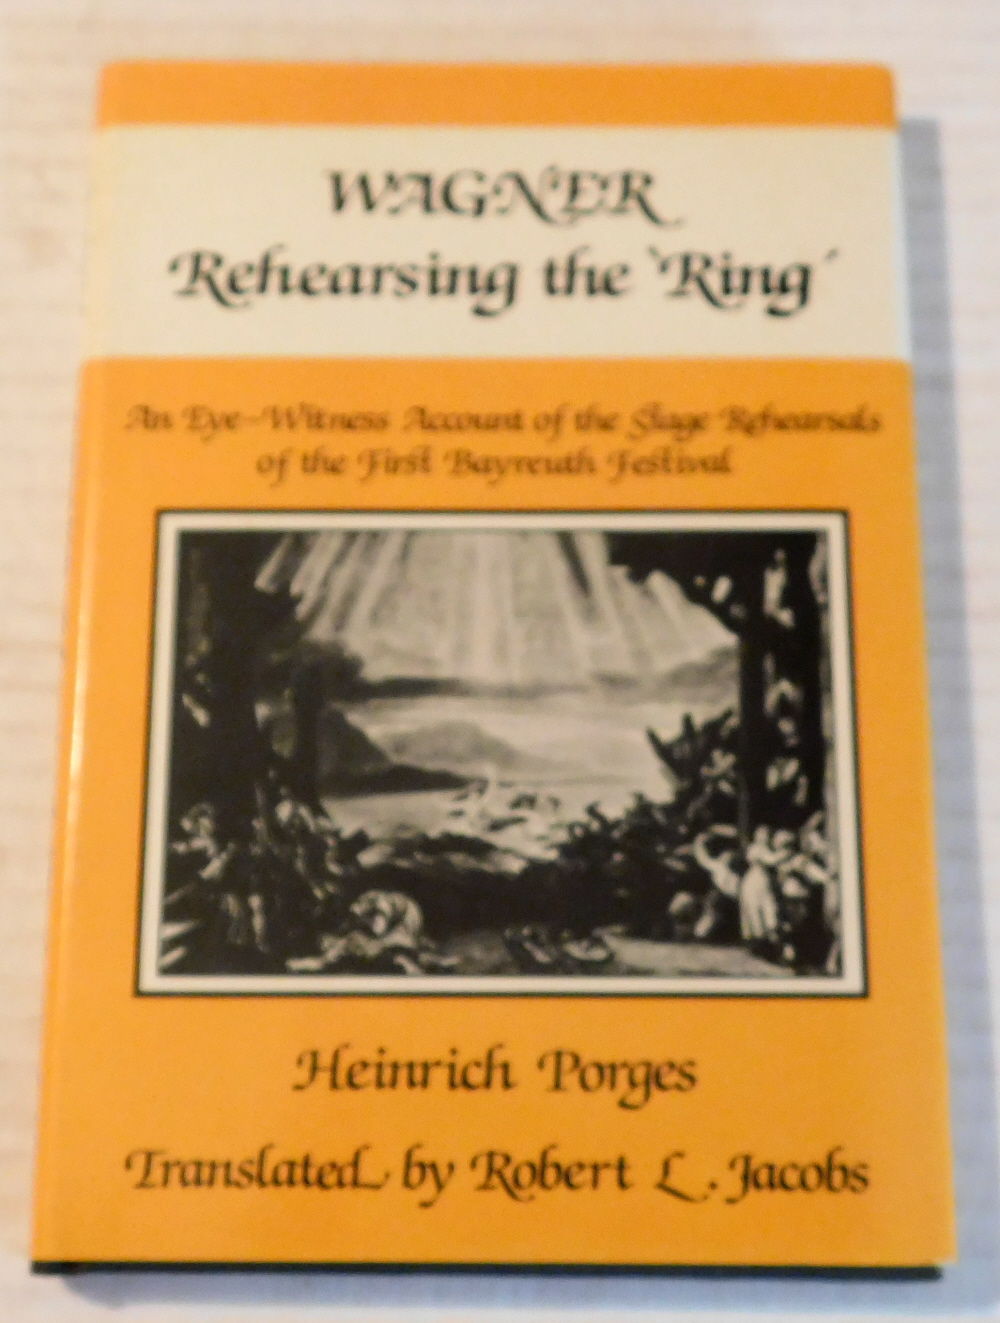 WAGNER
Rehearsing the 'Ring'
An Eye-Witness Account of the Stage Rehearsals
of the First Bayreuth Festival
Heinrich Porges
Translated by Robert L. Jacobs